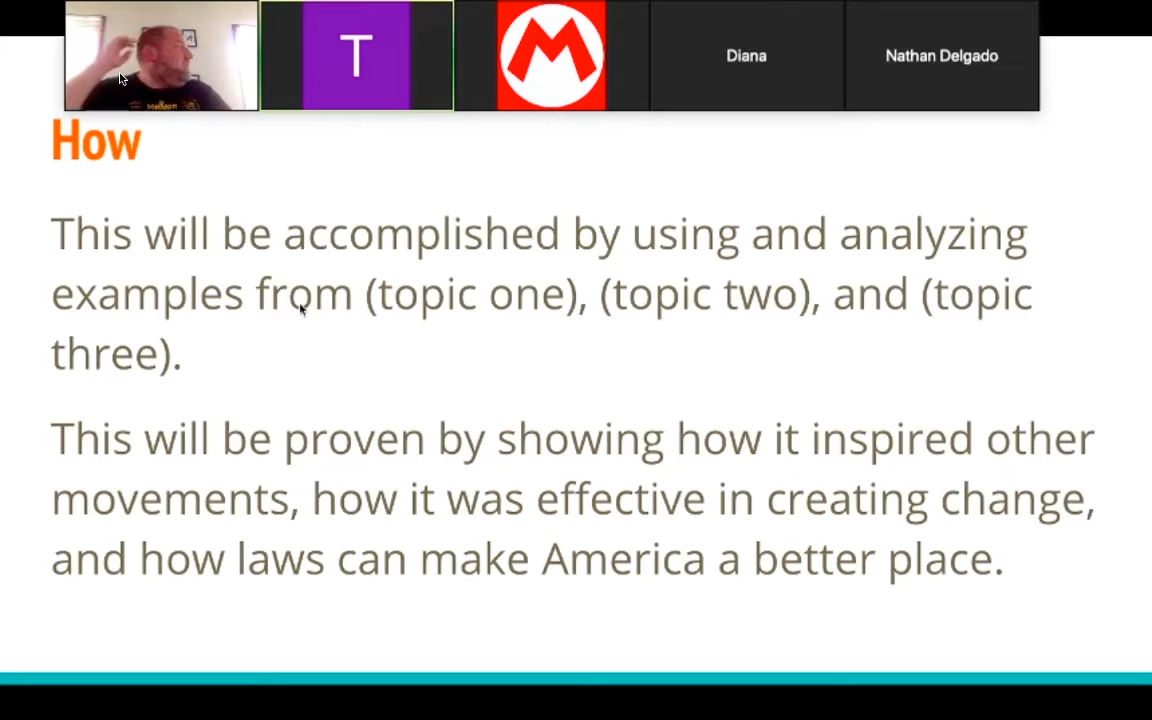 T
M
Diana
Nathan Delgado
How
This will be accomplished by using and analyzing
examples from (topic one), (topic two), and (topic
three).
This will be proven by showing how it inspired other
movements, how it was effective in creating change,
and how laws can make America a better place.